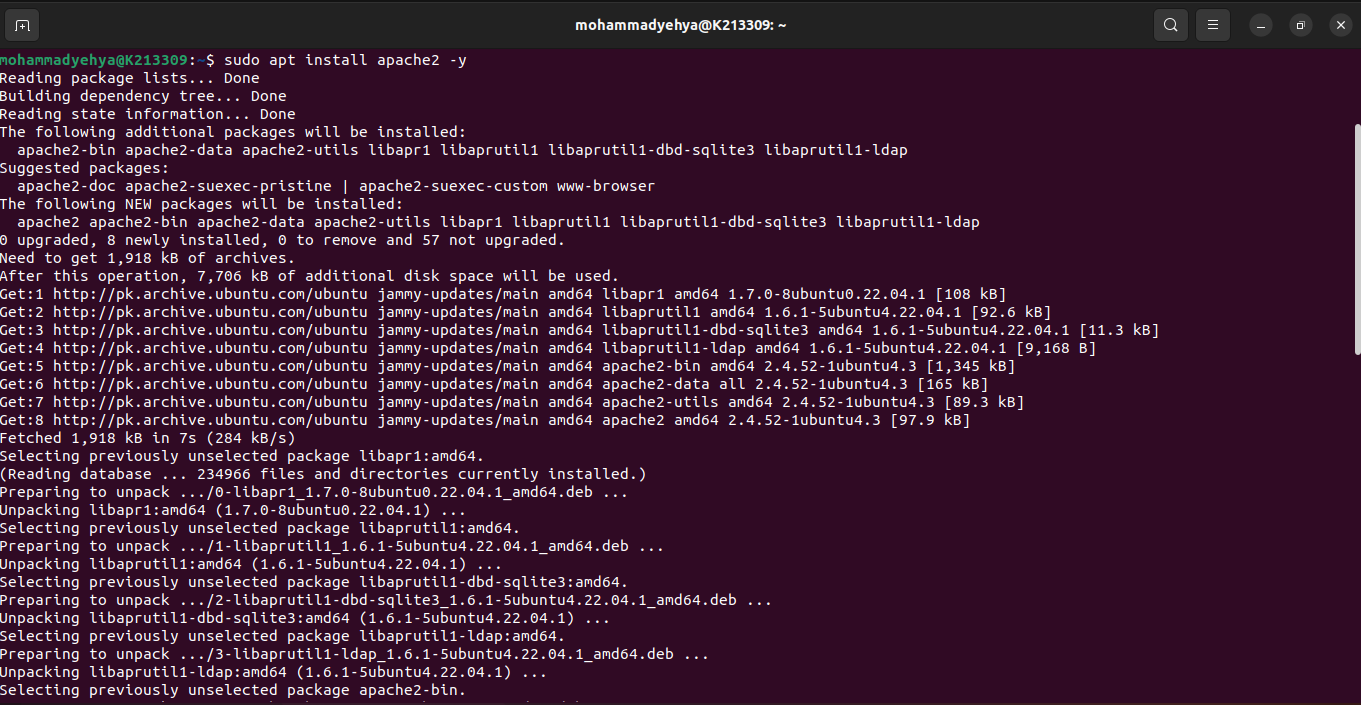 mohammadyehya@K213309: ~
mohammadyehya@K213309:~$ sudo apt install apache2 -y
Reading package lists... Done
Building dependency tree... Done
Reading state information... Done
The following additional packages will be installed:
  apache2-bin apache2-data apache2-utils libapr1 libaprutil1 libaprutil1-dbd-sqlite3 libaprutil1-ldap
Suggested packages:
  apache2-doc apache2-suexec-pristine | apache2-suexec-custom www-browser
The following NEW packages will be installed:
  apache2 apache2-bin apache2-data apache2-utils libapr1 libaprutil1 libaprutil1-dbd-sqlite3 libaprutil1-ldap
0 upgraded, 8 newly installed, 0 to remove and 57 not upgraded.
Need to get 1,918 kB of archives.
After this operation, 7,706 kB of additional disk space will be used.
Get:1 http://pk.archive.ubuntu.com/ubuntu jammy-updates/main amd64 libapr1 amd64 1.7.0-8ubuntu0.22.04.1 [108 kB]
Get:2 http://pk.archive.ubuntu.com/ubuntu jammy-updates/main amd64 libaprutil1 amd64 1.6.1-5ubuntu4.22.04.1 [92.6 kB]
Get:3 http://pk.archive.ubuntu.com/ubuntu jammy-updates/main amd64 libaprutil1-dbd-sqlite3 amd64 1.6.1-5ubuntu4.22.04.1 [11.3 kB]
Get:4 http://pk.archive.ubuntu.com/ubuntu jammy-updates/main amd64 libaprutil1-ldap amd64 1.6.1-5ubuntu4.22.04.1 [9,168 B]
Get:5 http://pk.archive.ubuntu.com/ubuntu jammy-updates/main amd64 apache2-bin amd64 2.4.52-1ubuntu4.3 [1,345 kB]
Get:6 http://pk.archive.ubuntu.com/ubuntu jammy-updates/main amd64 apache2-data all 2.4.52-1ubuntu4.3 [165 kB]
Get:7 http://pk.archive.ubuntu.com/ubuntu jammy-updates/main amd64 apache2-utils amd64 2.4.52-1ubuntu4.3 [89.3 kB]
Get:8 http://pk.archive.ubuntu.com/ubuntu jammy-updates/main amd64 apache2 amd64 2.4.52-1ubuntu4.3 [97.9 kB]
Fetched 1,918 kB in 7s (284 kB/s)
Selecting previously unselected package libapr1:amd64.
(Reading database ... 234966 files and directories currently installed.)
Preparing to unpack .../0-libapr1_1.7.0-8ubuntu0.22.04.1_amd64.deb ...
Unpacking libapr1:amd64 (1.7.0-8ubuntu0.22.04.1) ...
Selecting previously unselected package libaprutil1:amd64.
Preparing to unpack .../1-libaprutil1_1.6.1-5ubuntu4.22.04.1_amd64.deb ...
Unpacking libaprutil1:amd64 (1.6.1-5ubuntu4.22.04.1) ...
Selecting previously unselected package libaprutil1-dbd-sqlite3:amd64.
Preparing to unpack .../2-libaprutil1-dbd-sqlite3_1.6.1-5ubuntu4.22.04.1_amd64.deb ...
Unpacking libaprutil1-dbd-sqlite3:amd64 (1.6.1-5ubuntu4.22.04.1) ...
Selecting previously unselected package libaprutil1-ldap:amd64.
Preparing to unpack .../3-libaprutil1-ldap_1.6.1-5ubuntu4.22.04.1_amd64.deb ...
Unpacking libaprutil1-ldap:amd64 (1.6.1-5ubuntu4.22.04.1) ...
Selecting previously unselected package apache2-bin.